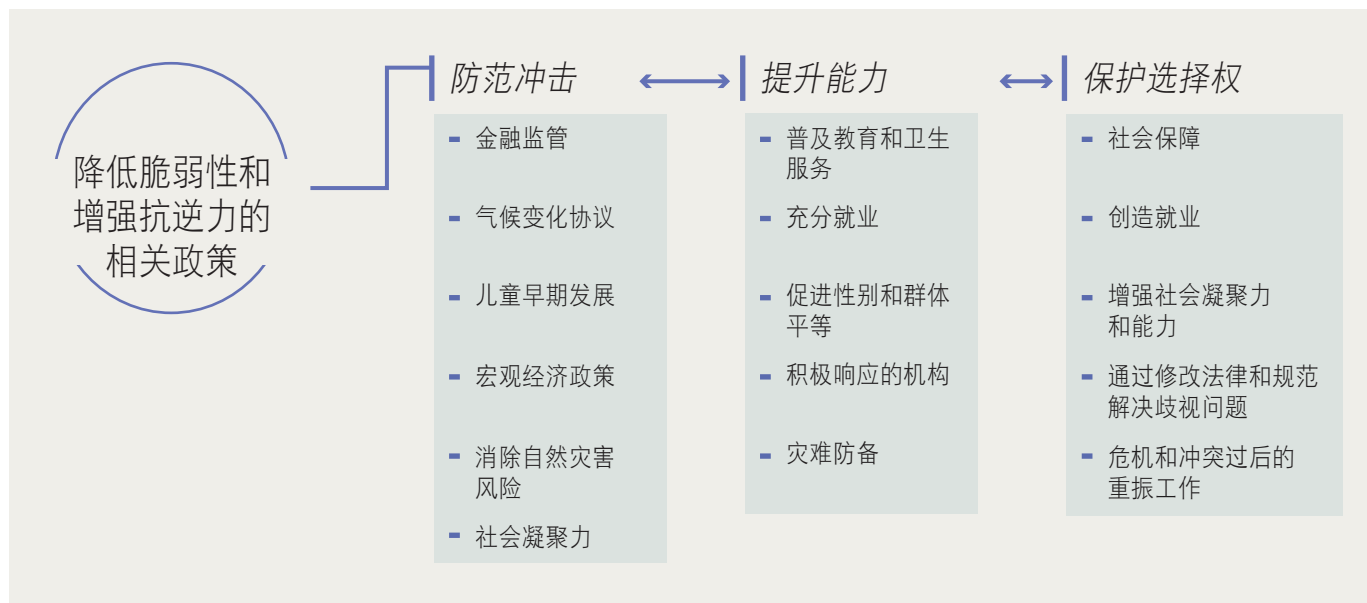 降低脆弱性和
增强抗逆力的
相关政策
防范冲击
- 金融监管
- 气候变化协议
- 儿童早期发展
- 宏观经济政策
- 消除自然灾害
风险
- 社会凝聚力
提升能力
- 普及教育和卫生
服务
- 充分就业
- 促进性别和群体
平等
- 积极响应的机构
- 灾难防备
保护选择权
- 社会保障
- 创造就业
- 增强社会凝聚力
和能力
- 通过修改法律和规范
解决歧视问题
- 危机和冲突过后的
重振工作